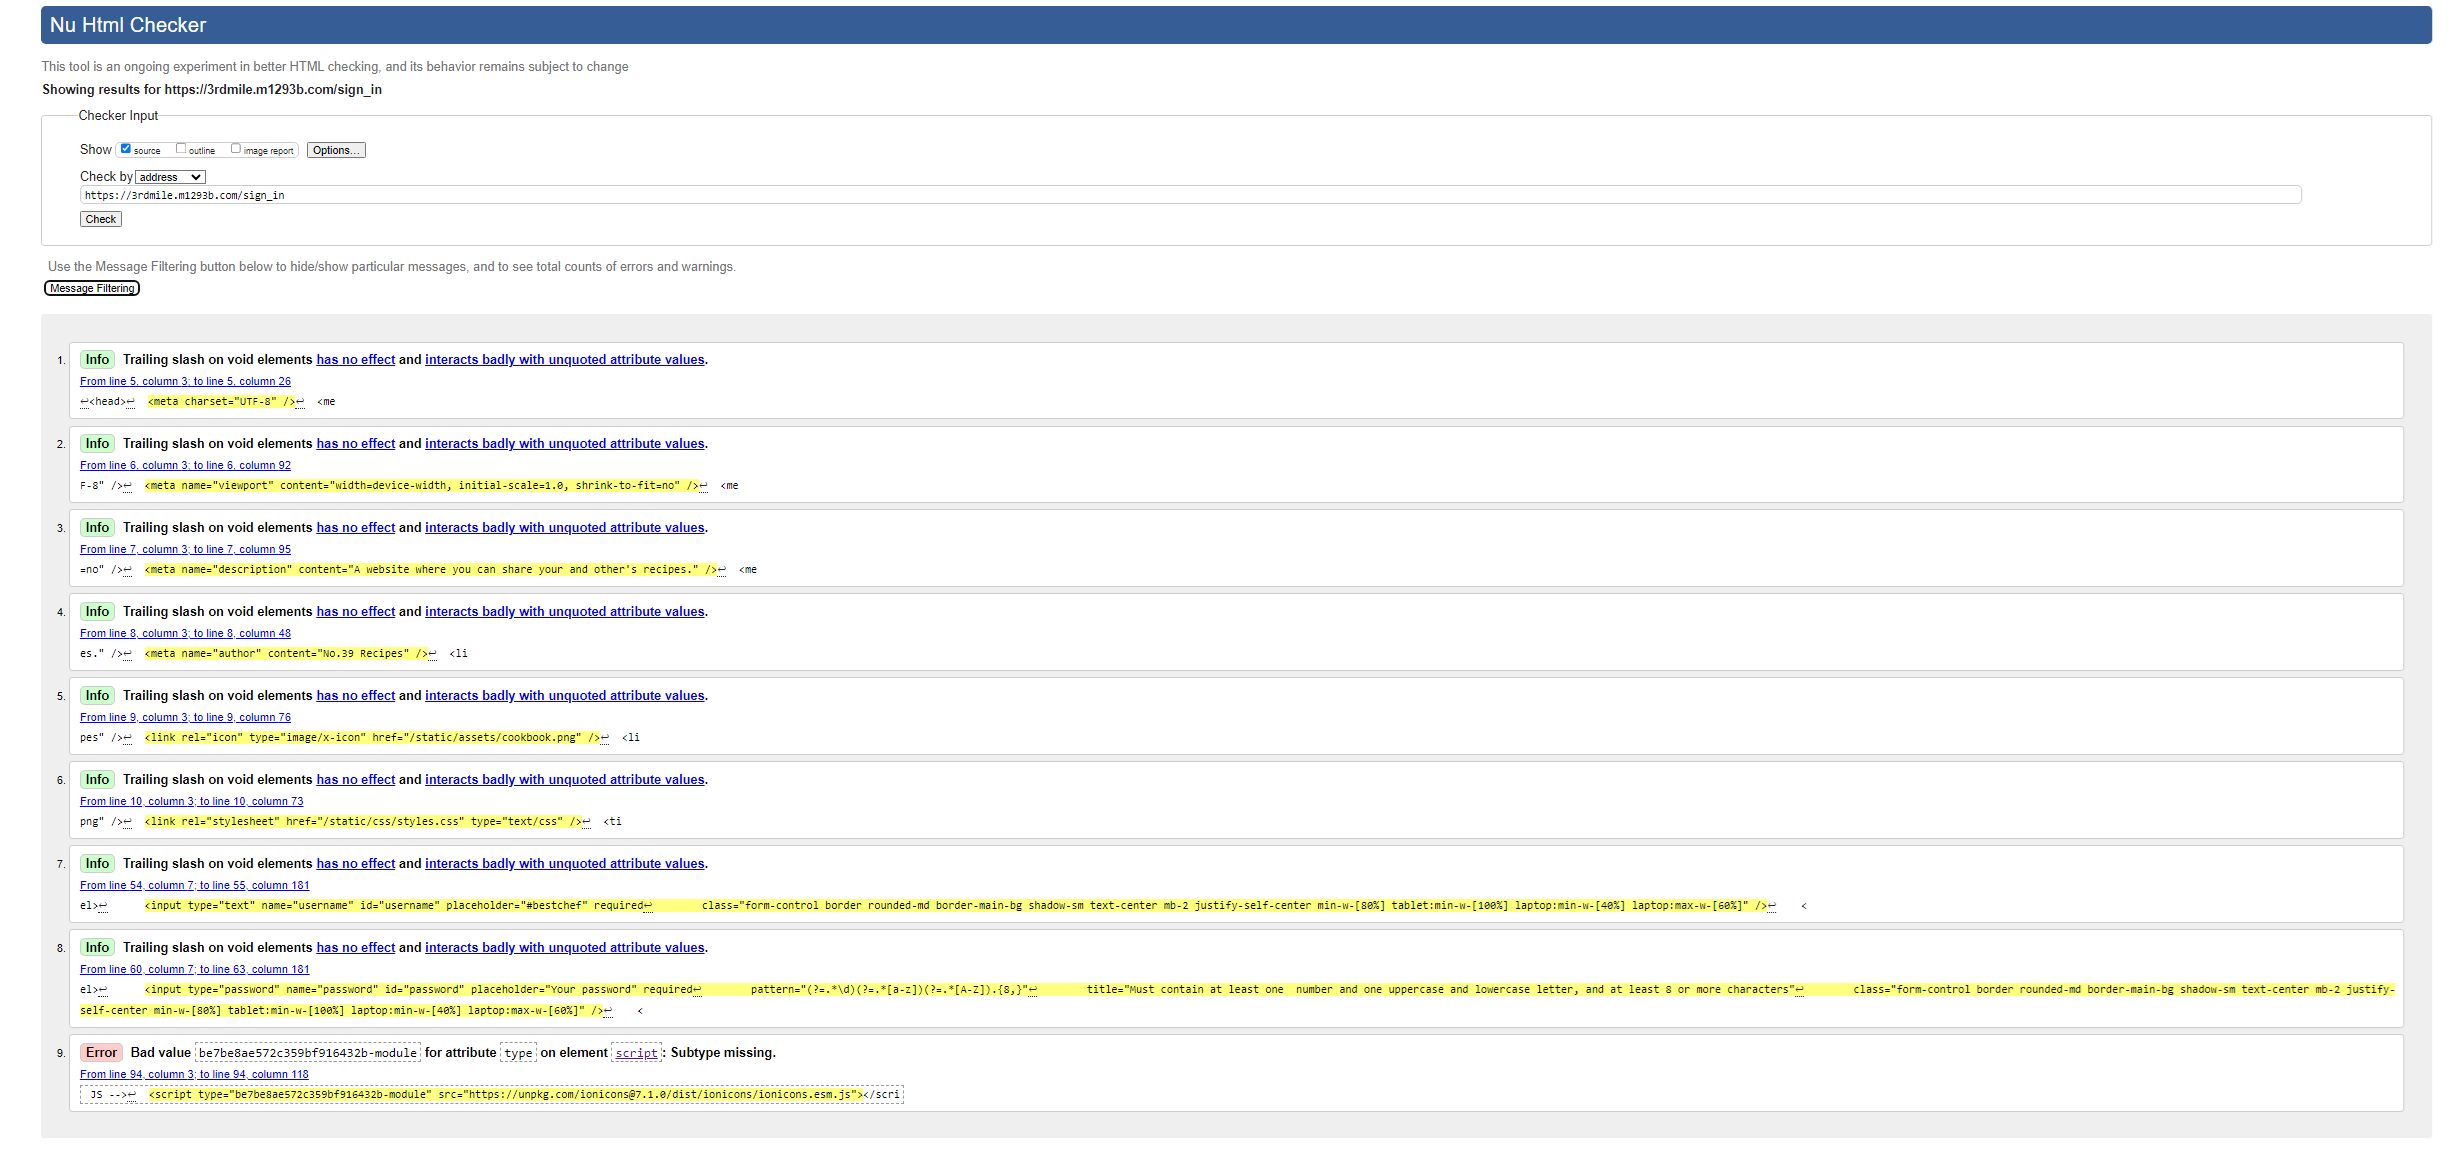 Nu Html Checker
This tool is an ongoing experiment in better HTML checking, and its behavior remains subject to change
Showing results for https://3rdmile.m1293b.com/sign_in
Checker Input
Show source outline image report Options...
Check by address
https://3rdmile.m1293b.com/sign_in
Check
Use the Message Filtering button below to hide/show particular messages, and to see total counts of errors and warnings.
Message Filtering
1. Info Trailing slash on void elements has no effect and interacts badly with unquoted attribute values.
From line 5, column 3; to line 5, column 26
↩<head>↩  <meta charset="UTF-8" />↩  <me
2. Info Trailing slash on void elements has no effect and interacts badly with unquoted attribute values.
From line 6, column 3; to line 6, column 92
F-8" />↩  <meta name="viewport" content="width=device-width, initial-scale=1.0, shrink-to-fit=no" />↩  <me
3. Info Trailing slash on void elements has no effect and interacts badly with unquoted attribute values.
From line 7, column 3; to line 7, column 95
=no" />↩  <meta name="description" content="A website where you can share your and other's recipes." />↩  <me
4. Info Trailing slash on void elements has no effect and interacts badly with unquoted attribute values.
From line 8, column 3; to line 8, column 48
es." />↩  <meta name="author" content="No.39 Recipes" />↩  <li
5. Info Trailing slash on void elements has no effect and interacts badly with unquoted attribute values.
From line 9, column 3; to line 9, column 76
pes" />↩  <link rel="icon" type="image/x-icon" href="/static/assets/cookbook.png" />↩  <li
6. Info Trailing slash on void elements has no effect and interacts badly with unquoted attribute values.
From line 10, column 3; to line 10, column 73
png" />↩  <link rel="stylesheet" href="/static/css/styles.css" type="text/css" />↩  <ti
7. Info Trailing slash on void elements has no effect and interacts badly with unquoted attribute values.
From line 54, column 7; to line 55, column 181
el>↩      <input type="text" name="username" id="username" placeholder="#bestchef" required↩        class="form-control border rounded-md border-main-bg shadow-sm text-center mb-2 justify-self-center min-w-[80%] tablet:min-w-[100%] laptop:min-w-[40%] laptop:max-w-[60%]" />↩    <
8. Info Trailing slash on void elements has no effect and interacts badly with unquoted attribute values.
From line 60, column 7; to line 63, column 181
el>↩      <input type="password" name="password" id="password" placeholder="Your password" required↩        pattern="(?=.*\d)(?=.*[a-z])(?=.*[A-Z]).{8,}"↩        title="Must contain at least one  number and one uppercase and lowercase letter, and at least 8 or more characters"↩        class="form-control border rounded-md border-main-bg shadow-sm text-center mb-2 justify-
self-center min-w-[80%] tablet:min-w-[100%] laptop:min-w-[40%] laptop:max-w-[60%]" />↩    <
9. Error Bad value be7be8ae572c359bf916432b-module for attribute type on element script: Subtype missing.
From line 94, column 3; to line 94, column 118
JS -->↩  <script type="be7be8ae572c359bf916432b-module" src="https://unpkg.com/ionicons@7.1.0/dist/ionicons/ionicons.esm.js"></scri